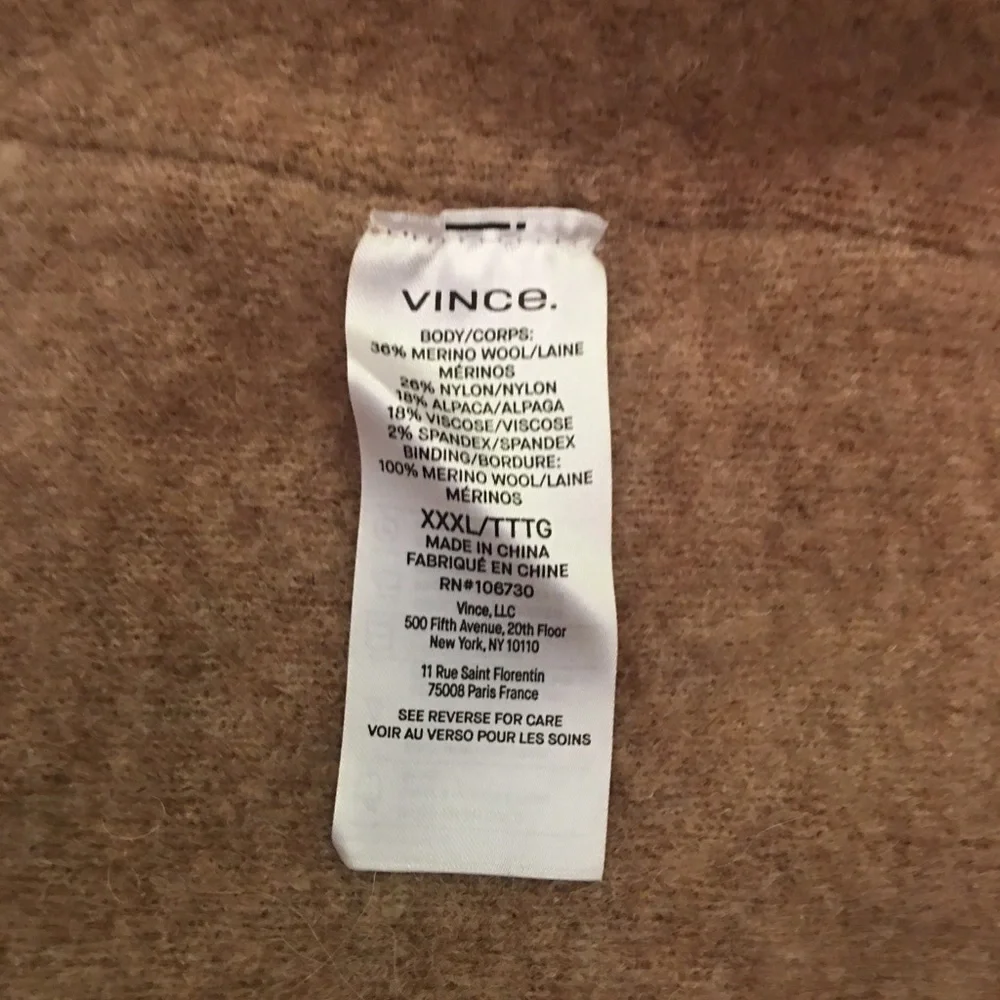 VINCE.
BODY/CORPS:
36% MERINO WOOL/LAINE
MÉRINOS
26% NYLON/NYLON
18% ALPACA/ALPAGA
18% VISCOSE/VISCOSE
2% SPANDEX/SPANDEX
BINDING/BORDURE:
100% MERINO WOOL/LAINE
MÉRINOS
XXXL/TTTG
MADE IN CHINA
FABRIQUÉ EN CHINE
RN#106730
Vince, LLC
500 Fifth Avenue, 20th Floor
New York, NY 10110
11 Rue Saint Florentin
75008 Paris France
SEE REVERSE FOR CARE
VOIR AU VERSO POUR LES SOINS